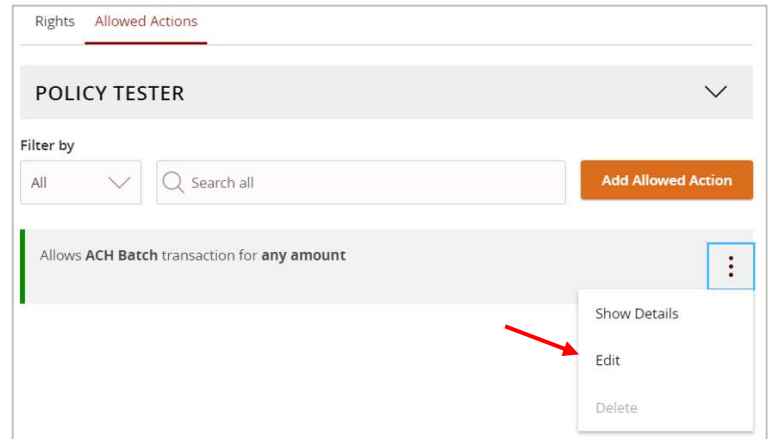 Rights Allowed Actions
POLICY TESTER
Filter by
All Search all Add Allowed Action
Allows ACH Batch transaction for any amount
Show Details
Edit
Delete